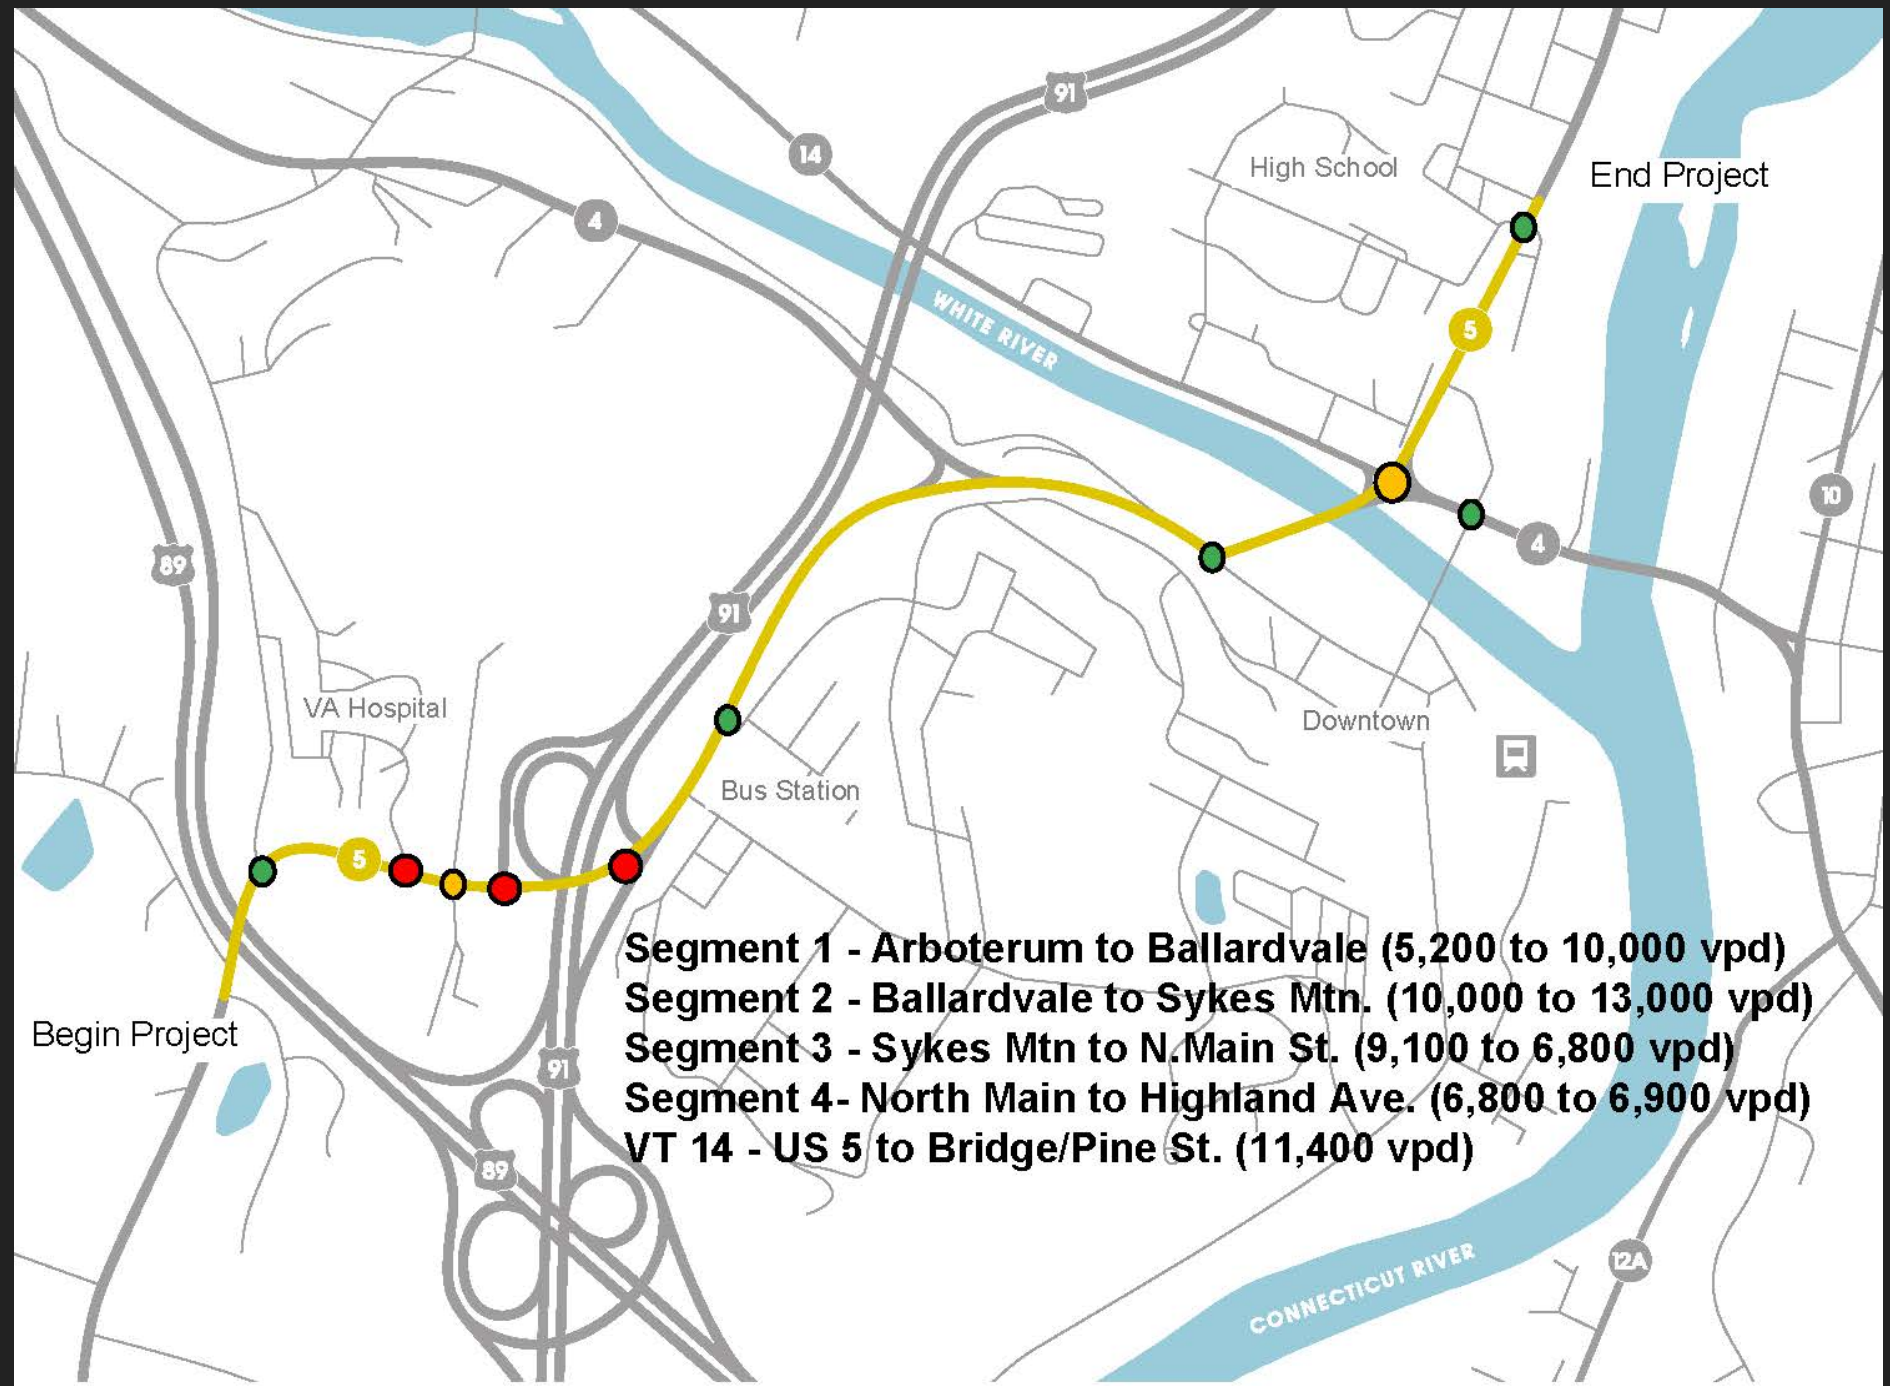 91
14
High School
End Project
4
WHITE RIVER
5
10
4
89
91
VA Hospital
Downtown
Bus Station
5
Segment 1 - Arboterum to Ballardvale (5,200 to 10,000 vpd)
Segment 2 - Ballardvale to Sykes Mtn. (10,000 to 13,000 vpd)
Begin Project
Segment 3 - Sykes Mtn to N.Main St. (9,100 to 6,800 vpd)
91
Segment 4- North Main to Highland Ave. (6,800 to 6,900 vpd)
VT 14 - US 5 to Bridge/Pine St. (11,400 vpd)
89
12A
CONNECTICUT RIVER